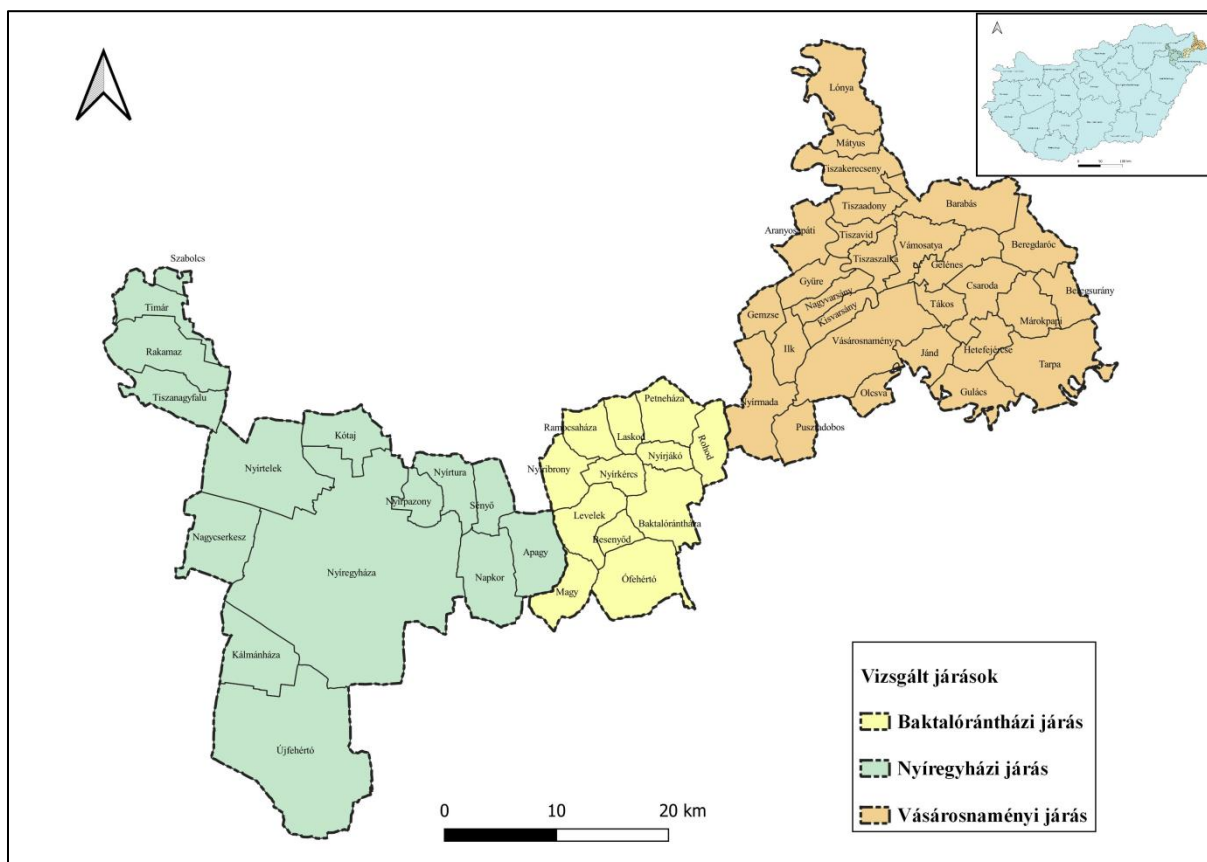 Lónya
Mátyus
Tiszakerecseny
Tiszaadony
Barabás
Aranyosapáti
Tiszavid
Vámosatya
Beregdaróc
Tiszaszalka
Gelénes
Szabolcs
Gyüre
Csaroda
Beregsurány
Nagyvarsány
Timár
Kisvarsány
Tákos
Gemzse
Márokpapi
Vásárosnamény
Rakamaz
Ilk
Jánd
Hetefejércse
Tarpa
Tiszanagyfalu
Gulács
Olcsva
Petneháza
Nyírmada
Pusztadobos
Ramocsaháza
Laskod
Rohod
Kótaj
Nyírjákó
Nyírtelek
Nyíribrony
Nyírtura
Nyírkércs
Nyírpazony
Sényő
Levelek
Baktalórántháza
Nagycserkesz
Besenyőd
Apagy
Nyíregyháza
Napkor
Magy
Ófehértó
Kálmánháza
Újfehértó
Vizsgált járások
Baktalórántházi járás
Nyíregyházi járás
Vásárosnaményi járás
0 10 20 km